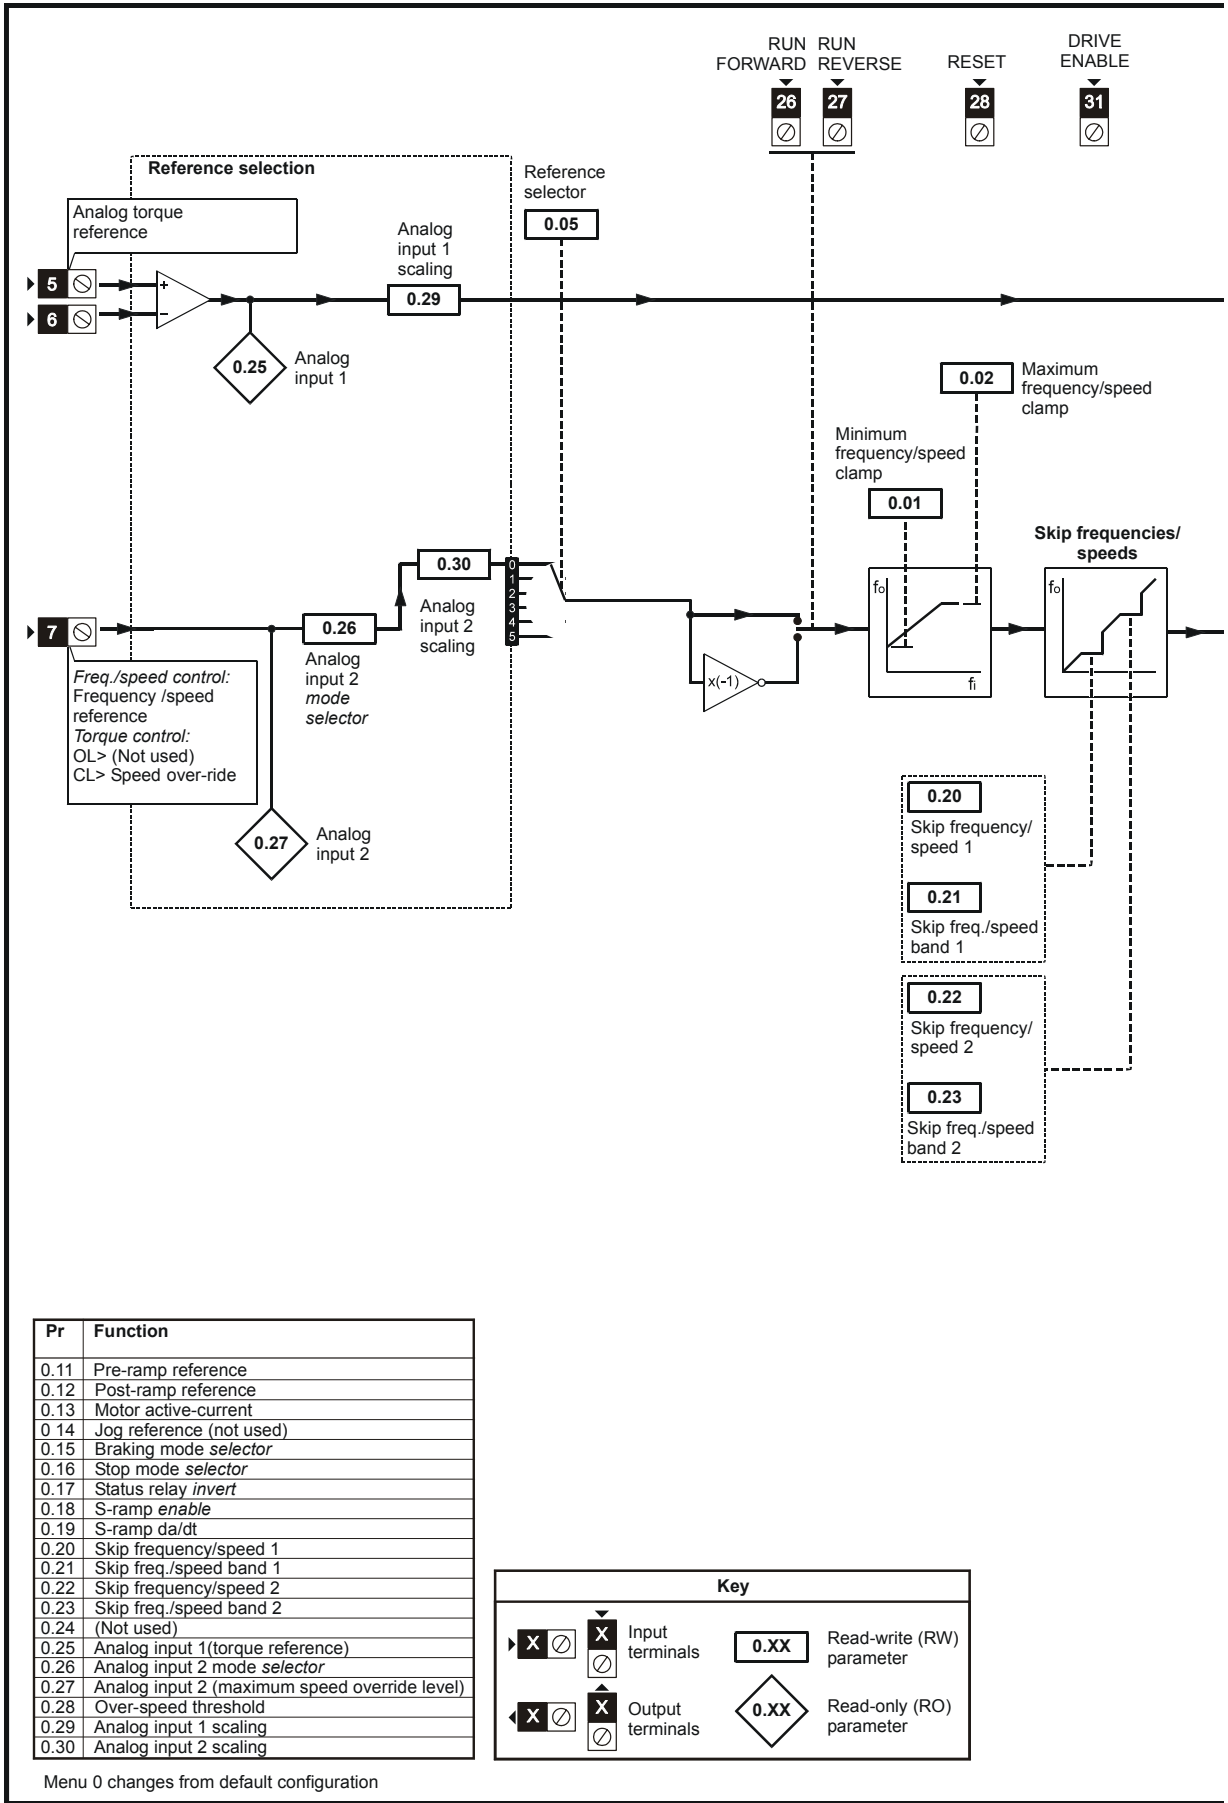 RUN FORWARD
RUN REVERSE
RESET
DRIVE ENABLE
26
27
28
31
Reference selection
Analog torque
reference
5
6
+
−
Analog
input 1
scaling
0.29
Reference
selector
0.05
0.25
Analog
input 1
0.02
Maximum
frequency/speed
clamp
Minimum
frequency/speed
clamp
0.01
Skip frequencies/
speeds
0.30
Analog
input 2
scaling
0
1
2
3
4
5
7
0.26
Analog
input 2
mode
selector
Freq./speed control:
Frequency /speed
reference
Torque control:
OL> (Not used)
CL> Speed over-ride
0.27
Analog
input 2
x(-1)
fo
fi
fo
0.20
Skip frequency/
speed 1
0.21
Skip freq./speed
band 1
0.22
Skip frequency/
speed 2
0.23
Skip freq./speed
band 2
Pr Function
0.11 Pre-ramp reference
0.12 Post-ramp reference
0.13 Motor active-current
0 14 Jog reference (not used)
0.15 Braking mode selector
0.16 Stop mode selector
0.17 Status relay invert
0.18 S-ramp enable
0.19 S-ramp da/dt
0.20 Skip frequency/speed 1
0.21 Skip freq./speed band 1
0.22 Skip frequency/speed 2
0.23 Skip freq./speed band 2
0.24 (Not used)
0.25 Analog input 1(torque reference)
0.26 Analog input 2 mode selector
0.27 Analog input 2 (maximum speed override level)
0.28 Over-speed threshold
0.29 Analog input 1 scaling
0.30 Analog input 2 scaling
Key
X
X
Input
terminals
0.XX
Read-write (RW)
parameter
X
X
Output
terminals
0.XX
Read-only (RO)
parameter
Menu 0 changes from default configuration